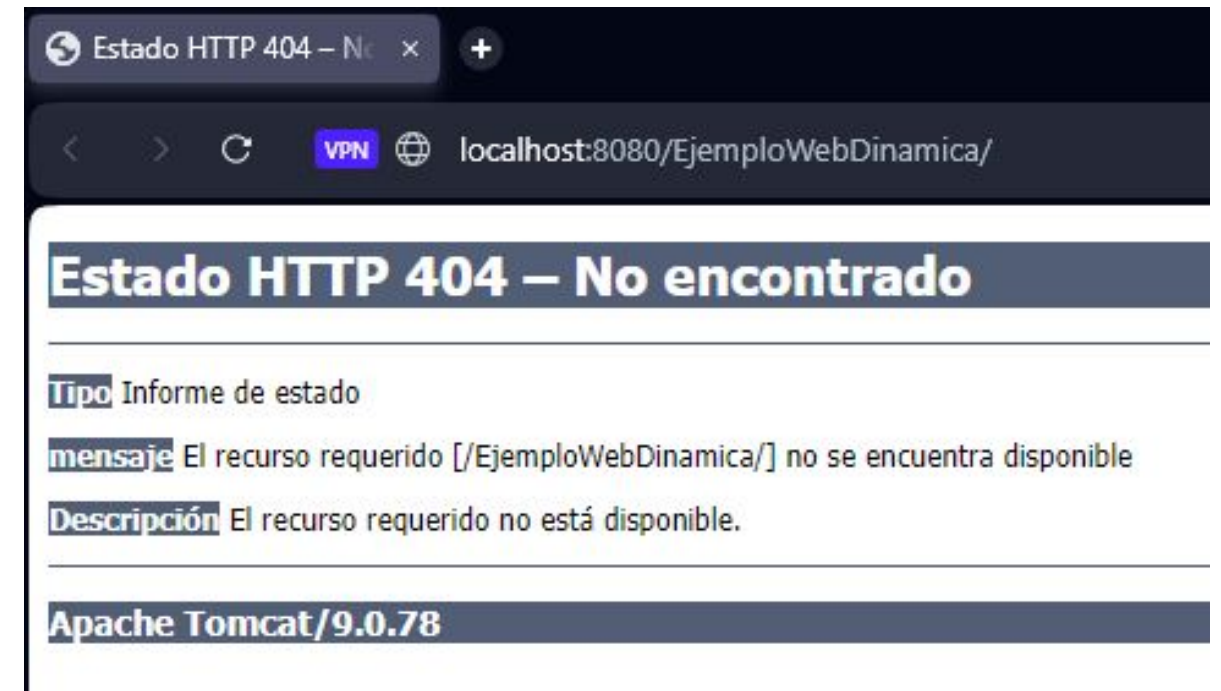 Estado HTTP 404 – No
VPN localhost:8080/EjemploWebDinamica/
Estado HTTP 404 – No encontrado
Tipo Informe de estado
mensaje El recurso requerido [/EjemploWebDinamica/] no se encuentra disponible
Descripción El recurso requerido no está disponible.
Apache Tomcat/9.0.78